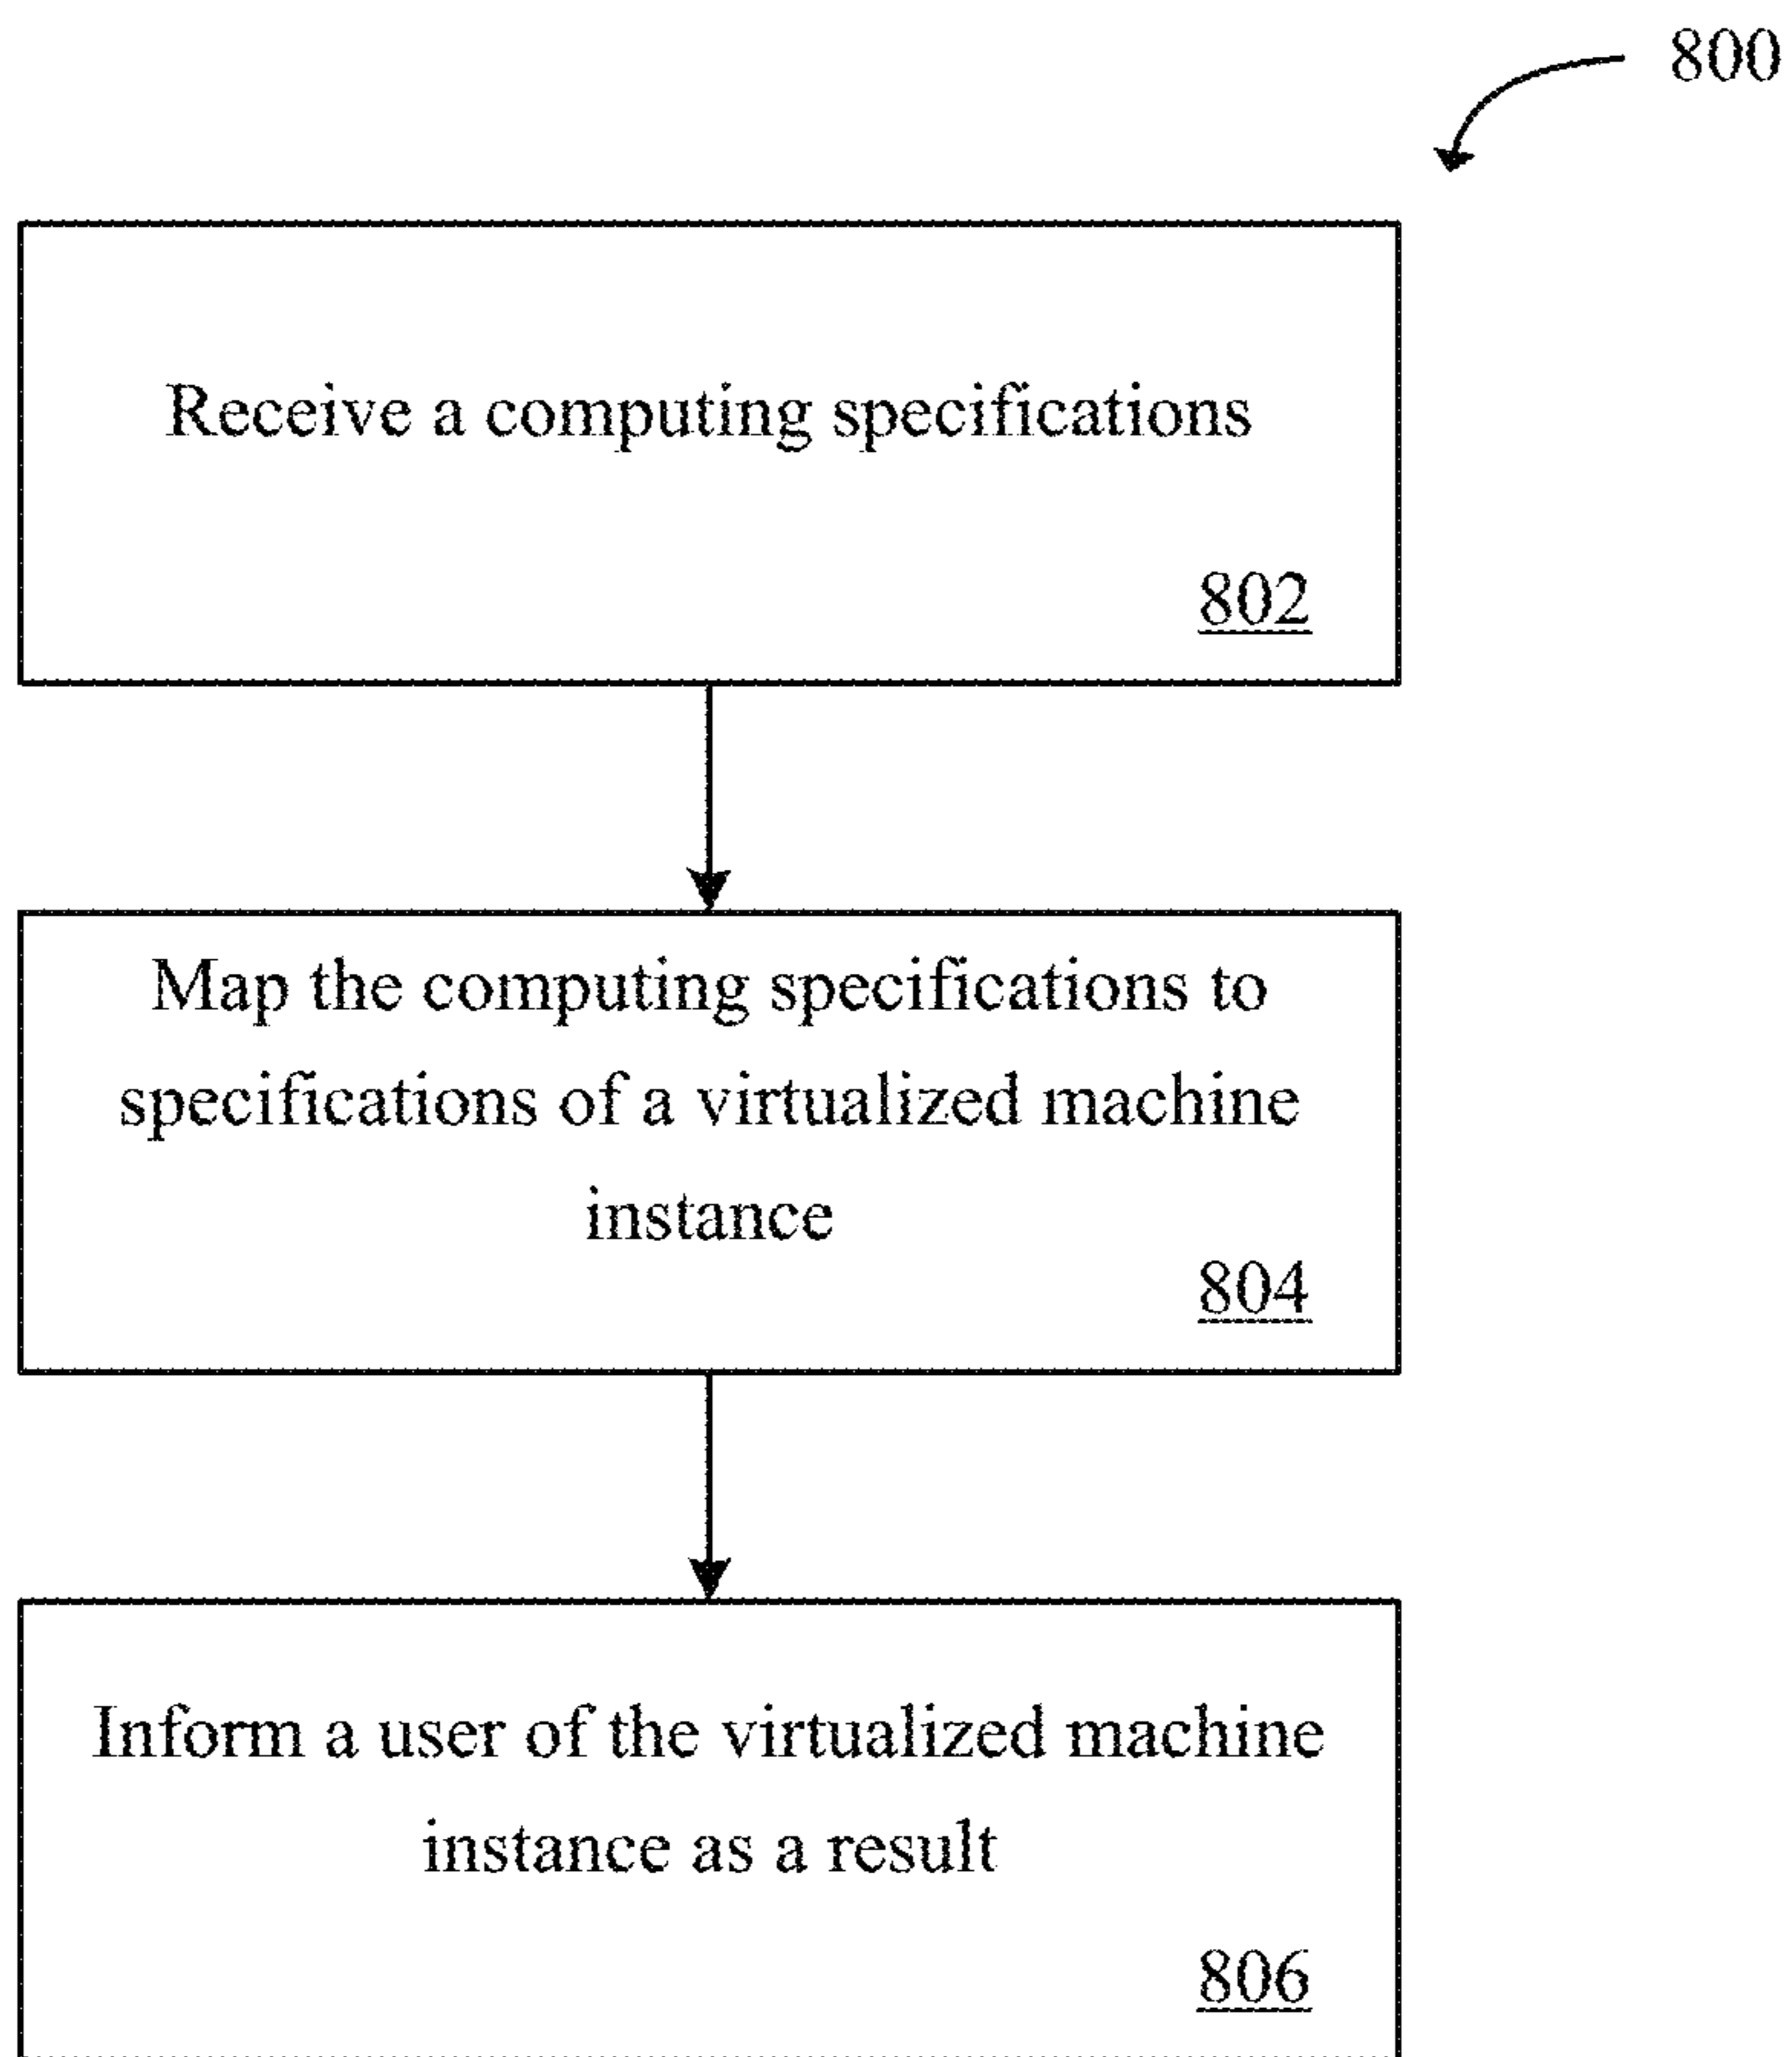 800
Receive a computing specifications
802
Map the computing specifications to
specifications of a virtualized machine
instance
804
Inform a user of the virtualized machine
instance as a result
806